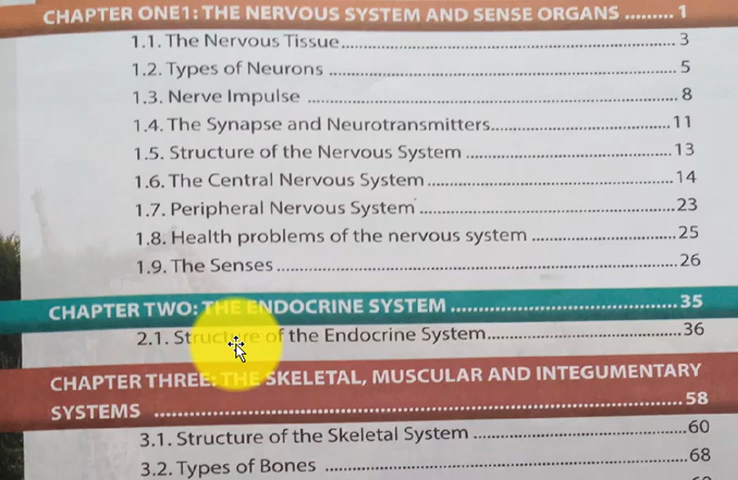 CHAPTER ONE1: THE NERVOUS SYSTEM AND SENSE ORGANS ......... 1
1.1. The Nervous Tissue.................................................................... 3
1.2. Types of Neurons ....................................................................... 5
1.3. Nerve Impulse ............................................................................ 8
1.4. The Synapse and Neurotransmitters....................................11
1.5. Structure of the Nervous System ..........................................13
1.6. The Central Nervous System ..................................................14
1.7. Peripheral Nervous System ....................................................23
1.8. Health problems of the nervous system .............................25
1.9. The Senses ..................................................................................26
CHAPTER TWO: THE ENDOCRINE SYSTEM .......................................35
2.1. Structure of the Endocrine System.......................................36
CHAPTER THREE: THE SKELETAL, MUSCULAR AND INTEGUMENTARY
SYSTEMS ..........................................................................................58
3.1. Structure of the Skeletal System ..........................................60
3.2. Types of Bones .........................................................................68